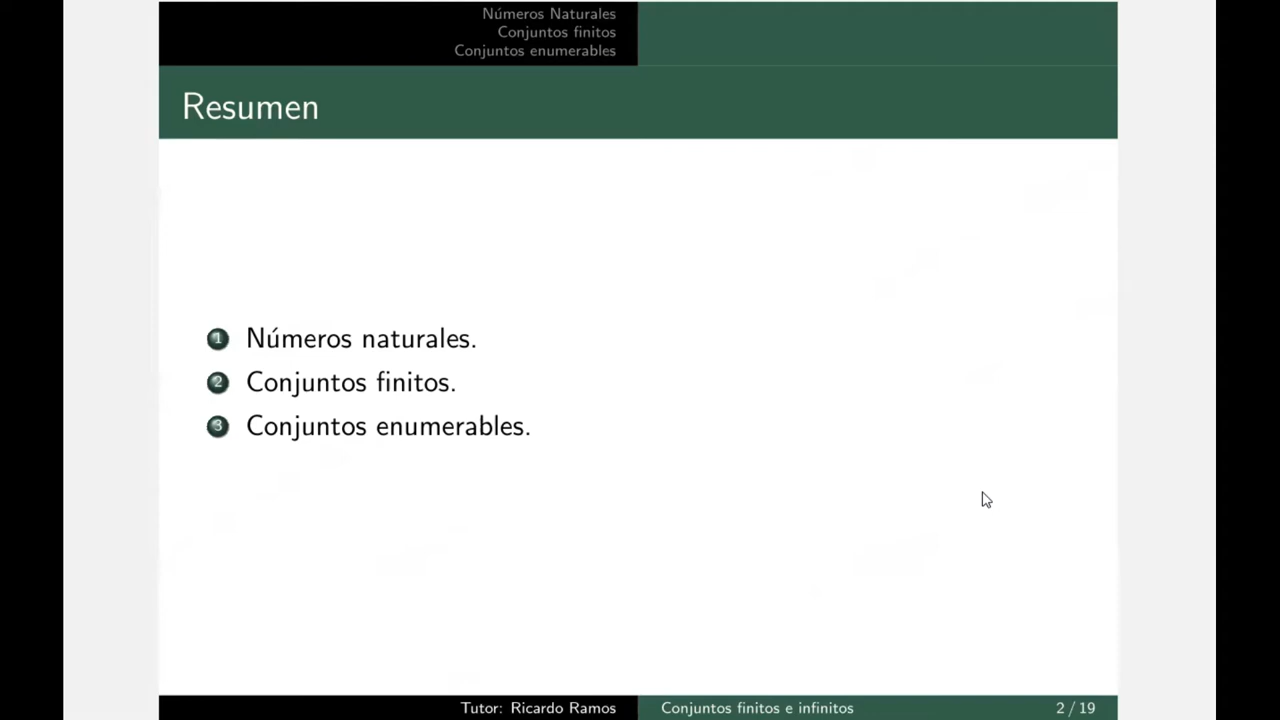 Números Naturales
Conjuntos finitos
Conjuntos enumerables
Resumen
1 Números naturales.
2 Conjuntos finitos.
3 Conjuntos enumerables.
Tutor: Ricardo Ramos
Conjuntos finitos e infinitos
2 / 19